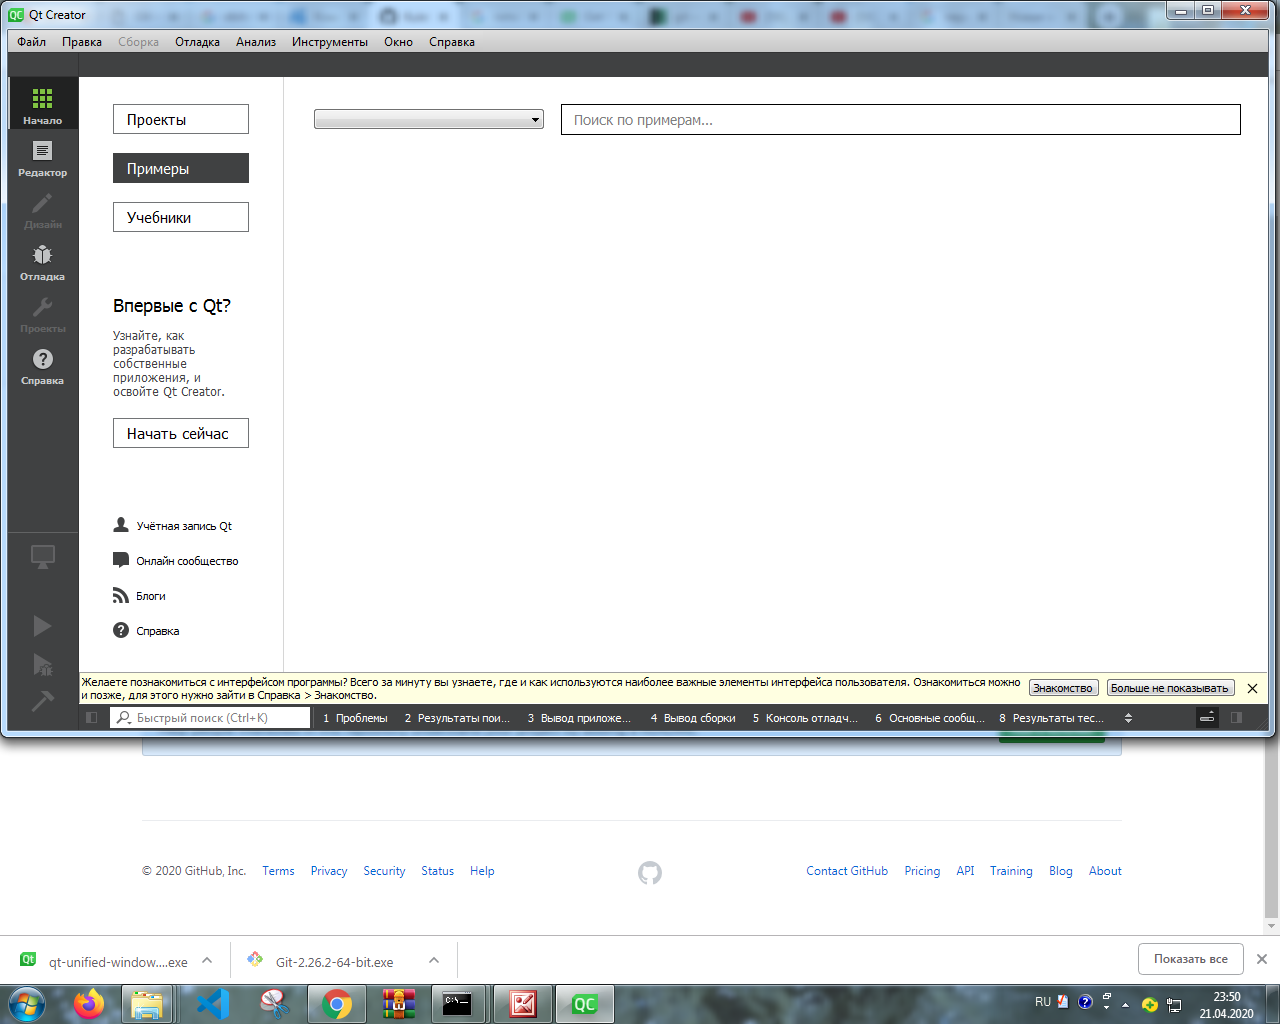 Qt Creator
Файл Правка Сборка Отладка Анализ Инструменты Окно Справка
Начало
Редактор
Дизайн
Отладка
Проекты
Справка
Проекты
Примеры
Учебники
Поиск по примерам...
Впервые с Qt?
Узнайте, как
разрабатывать
собственные
приложения, и
освойте Qt Creator.
Начать сейчас
Учётная запись Qt
Онлайн сообщество
Блоги
Справка
Желаете познакомиться с интерфейсом программы? Всего за минуту вы узнаете, где и как используются наиболее важные элементы интерфейса пользователя. Ознакомиться можно
и позже, для этого нужно зайти в Справка > Знакомство.
Знакомство
Больше не показывать
Быстрый поиск (Ctrl+K)
1 Проблемы 2 Результаты пои... 3 Вывод приложе... 4 Вывод сборки 5 Консоль отладч... 6 Основные сообщ... 8 Результаты тес...
© 2020 GitHub, Inc. Terms Privacy Security Status Help Contact GitHub Pricing API Training Blog About
qt-unified-window....exe
Git-2.26.2-64-bit.exe
Показать все
RU
23:50
21.04.2020